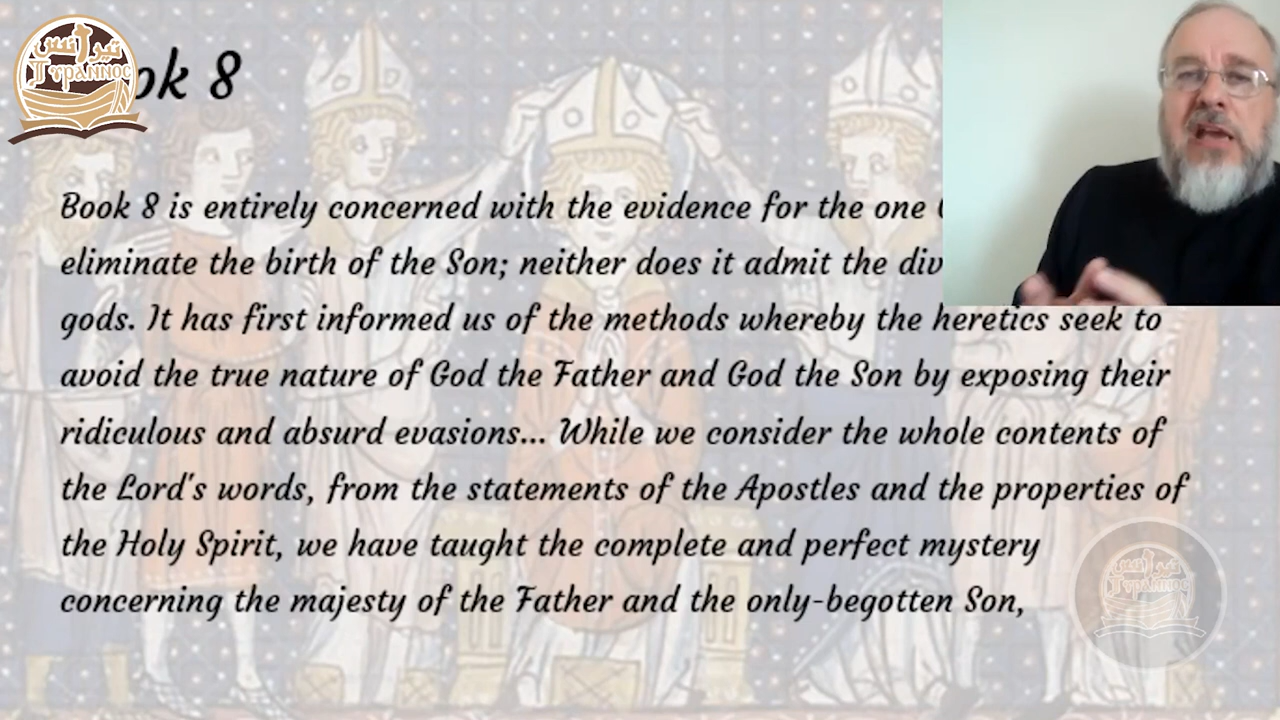 تيرانس
Τυραννος
ok 8
Book 8 is entirely concerned with the evidence for the one
eliminate the birth of the Son; neither does it admit the div
gods. It has first informed us of the methods whereby the heretics seek to
avoid the true nature of God the Father and God the Son by exposing their
ridiculous and absurd evasions... While we consider the whole contents of
the Lord's words, from the statements of the Apostles and the properties of
the Holy Spirit, we have taught the complete and perfect mystery
concerning the majesty of the Father and the only-begotten Son,
تيرانس
Τυραννος